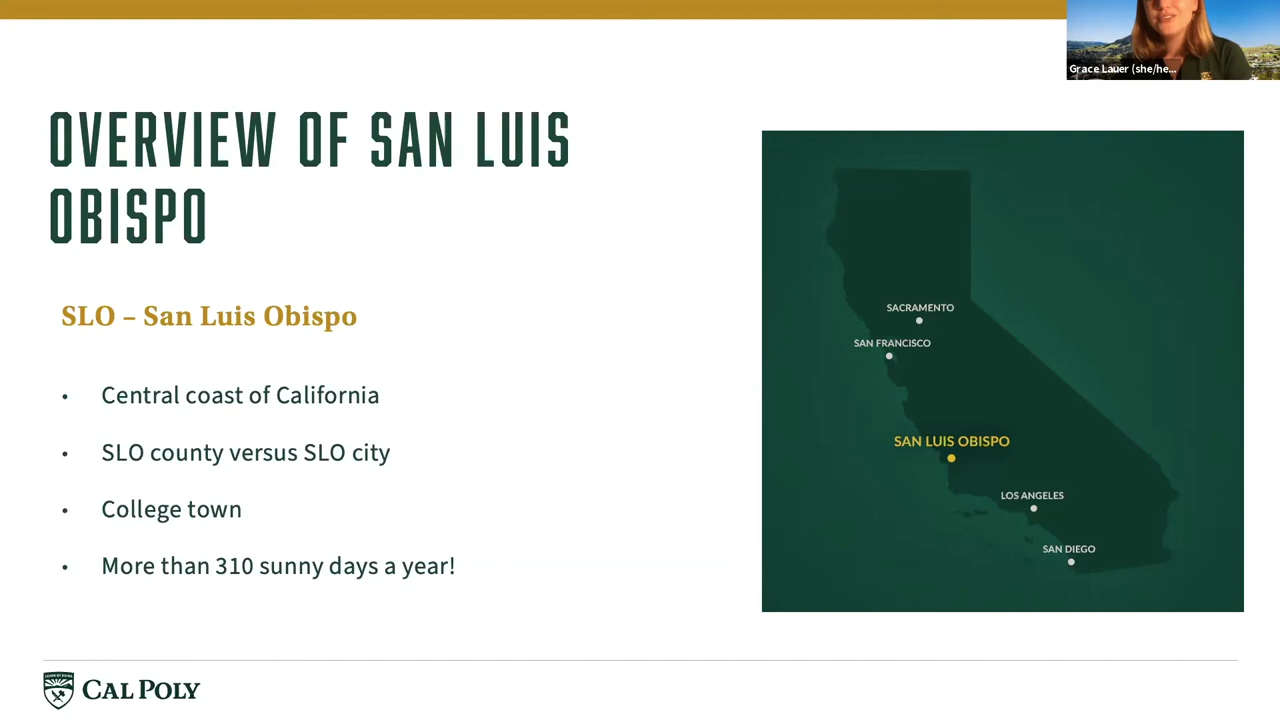 Grace Lauer (she/he...
OVERVIEW OF SAN LUIS
OBISPO
SLO – San Luis Obispo
• Central coast of California
• SLO county versus SLO city
• College town
• More than 310 sunny days a year!
SACRAMENTO
SAN FRANCISCO
SAN LUIS OBISPO
LOS ANGELES
SAN DIEGO
CAL POLY